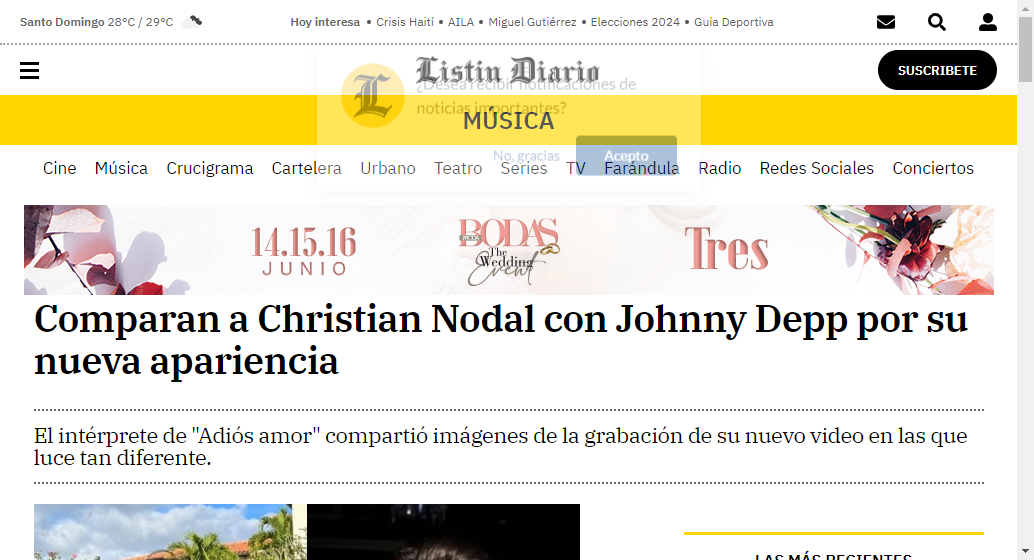 Santo Domingo 28°C / 29°C Hoy interesa • Crisis Haití • AILA • Miguel Gutiérrez • Elecciones 2024 • Guía Deportiva
Listin Diario
SUSCRIBETE
L
¿Desea recibir notificaciones de
noticias importantes?
MÚSICA
No, gracias
Acepto
Cine Música Crucigrama Cartelera Urbano Teatro Series TV Farándula Radio Redes Sociales Conciertos
14.15.16
JUNIO
BODAS
The Wedding
Event
Tres
Comparan a Christian Nodal con Johnny Depp por su
nueva apariencia
El intérprete de "Adiós amor" compartió imágenes de la grabación de su nuevo video en las que
luce tan diferente.
LAS MÁS RECIENTES